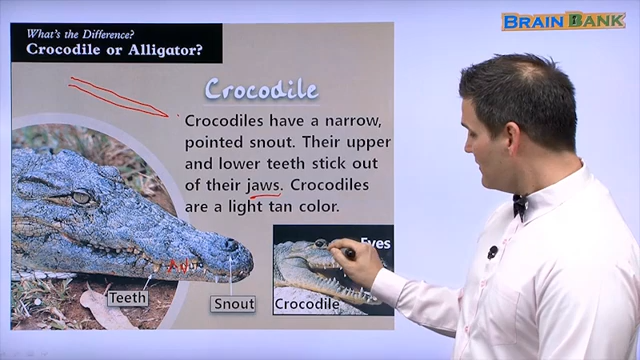 What's the Difference?
Crocodile or Alligator?
BRAIN BANK
Crocodile
Crocodiles have a narrow,
pointed snout. Their upper
and lower teeth stick out
of their jaws. Crocodiles
are a light tan color.
Eyes
Teeth
Snout
Crocodile